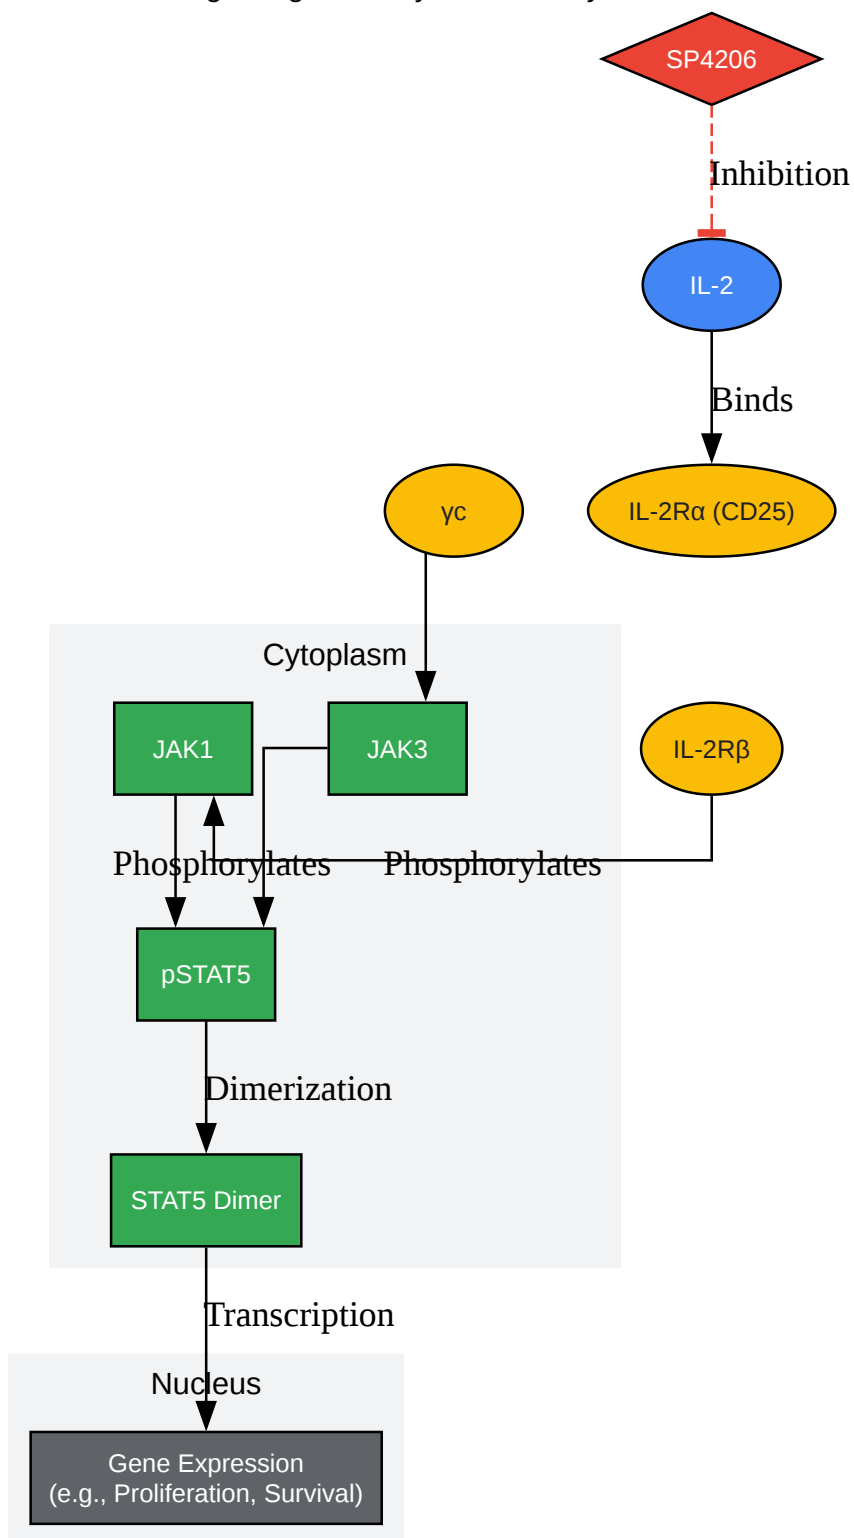 SP4206
Inhibition
IL-2
Binds
γc
IL-2Rα (CD25)
Cytoplasm
JAK1
JAK3
IL-2Rβ
Phosphorylates
Phosphorylates
pSTAT5
Dimerization
STAT5 Dimer
Transcription
Nucleus
Gene Expression
(e.g., Proliferation, Survival)